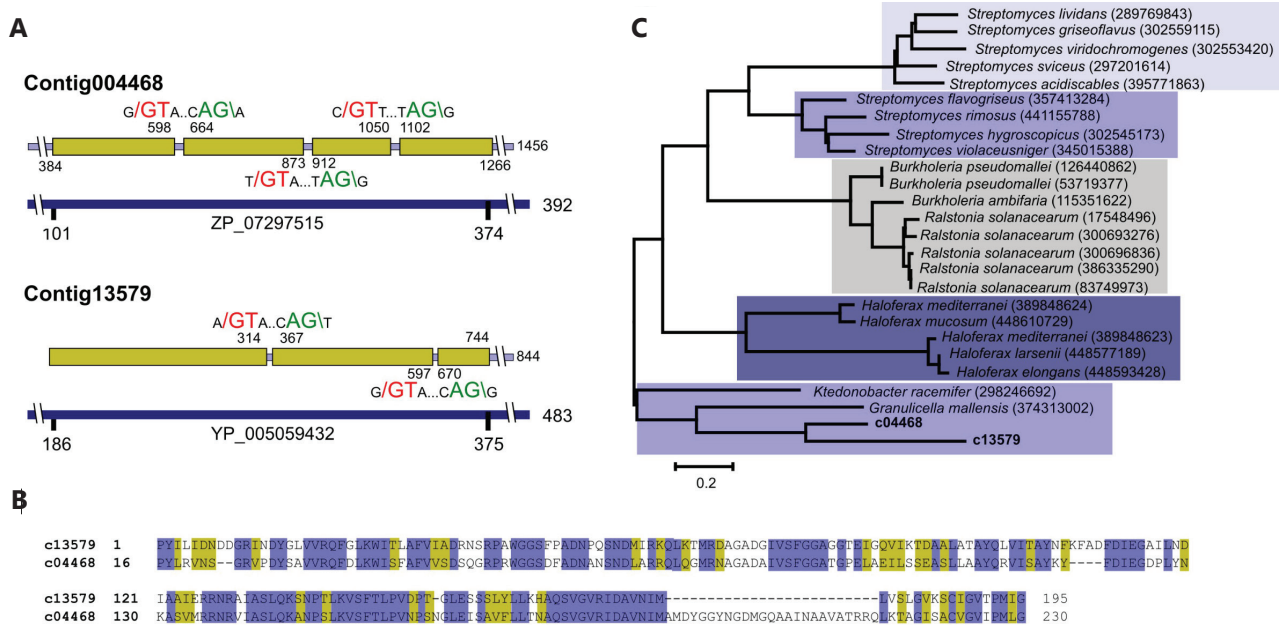 A
Contig004468
G/GTA..CAG\A
C/GTT...TAG\G
598 664
1050 1102
384
873 912
1266
1456
T/GTA...TAG\G
ZP_07297515
392
101
374
Contig13579
A/GTA..CAG\T
314 367
744
844
597 670
G/GTA...CAG\G
YP_005059432
483
186
375
C
Streptomyces lividans (289769843)
Streptomyces griseoflavus (302559115)
Streptomyces viridochromogenes (302553420)
Streptomyces sviceus (297201614)
Streptomyces acidiscables (395771863)
Streptomyces flavogriseus (357413284)
Streptomyces rimosus (441155788)
Streptomyces hygroscopicus (302545173)
Streptomyces violaceusniger (345015388)
Burkholeria pseudomallei (126440862)
Burkholeria pseudomallei (53719377)
Burkholeria ambifaria (115351622)
Ralstonia solanacearum (17548496)
Ralstonia solanacearum (300693276)
Ralstonia solanacearum (300696836)
Ralstonia solanacearum (386335290)
Ralstonia solanacearum (83749973)
Haloferax mediterranei (389848624)
Haloferax mucosum (448610729)
Haloferax mediterranei (389848623)
Haloferax larsenii (448577189)
Haloferax elongans (448593428)
Ktedonobacter racemifer (298246692)
Granulicella mallensis (374313002)
c04468
c13579
0.2
B
c13579 1 PYILIDNDDGRINDYGLVVRQFGLKWITLAFVIADRNSRPAWGGSFPADNPQSNDMIRKQLKTMRDAGADGIVSFGGAGGTEIGQVIKTDAALATAYQLVITAYNFKFADFDIEGAILND
c04468 16 PYLRVNS--GRVPDYSAVVRQFDLKWISFAFVVSDSQGRPRWGGSDFADNANSNDLARRQLQGMRNAGADAIVSFGGATGPELAEILSSEASLLAAYQRVISAYKY----FDIEGDPLYN
c13579 121 IAAIERRNRAIASLQKSNPTLKVSFTLPVDPT-GLESSSLYLLKHAQSVGVRIDAVNIM-------------------------LVSLGVKSCIGVTPMIG 195
c04468 130 KASVMRRNRVIASLQKANPSLKVSFTLPVNPSNGLEISAVFLLTNAQSVGVRIDAVNIMAMDYGGYNGDMGQAAINAAVATRRQLKTAGISACVGVIPMLG 230